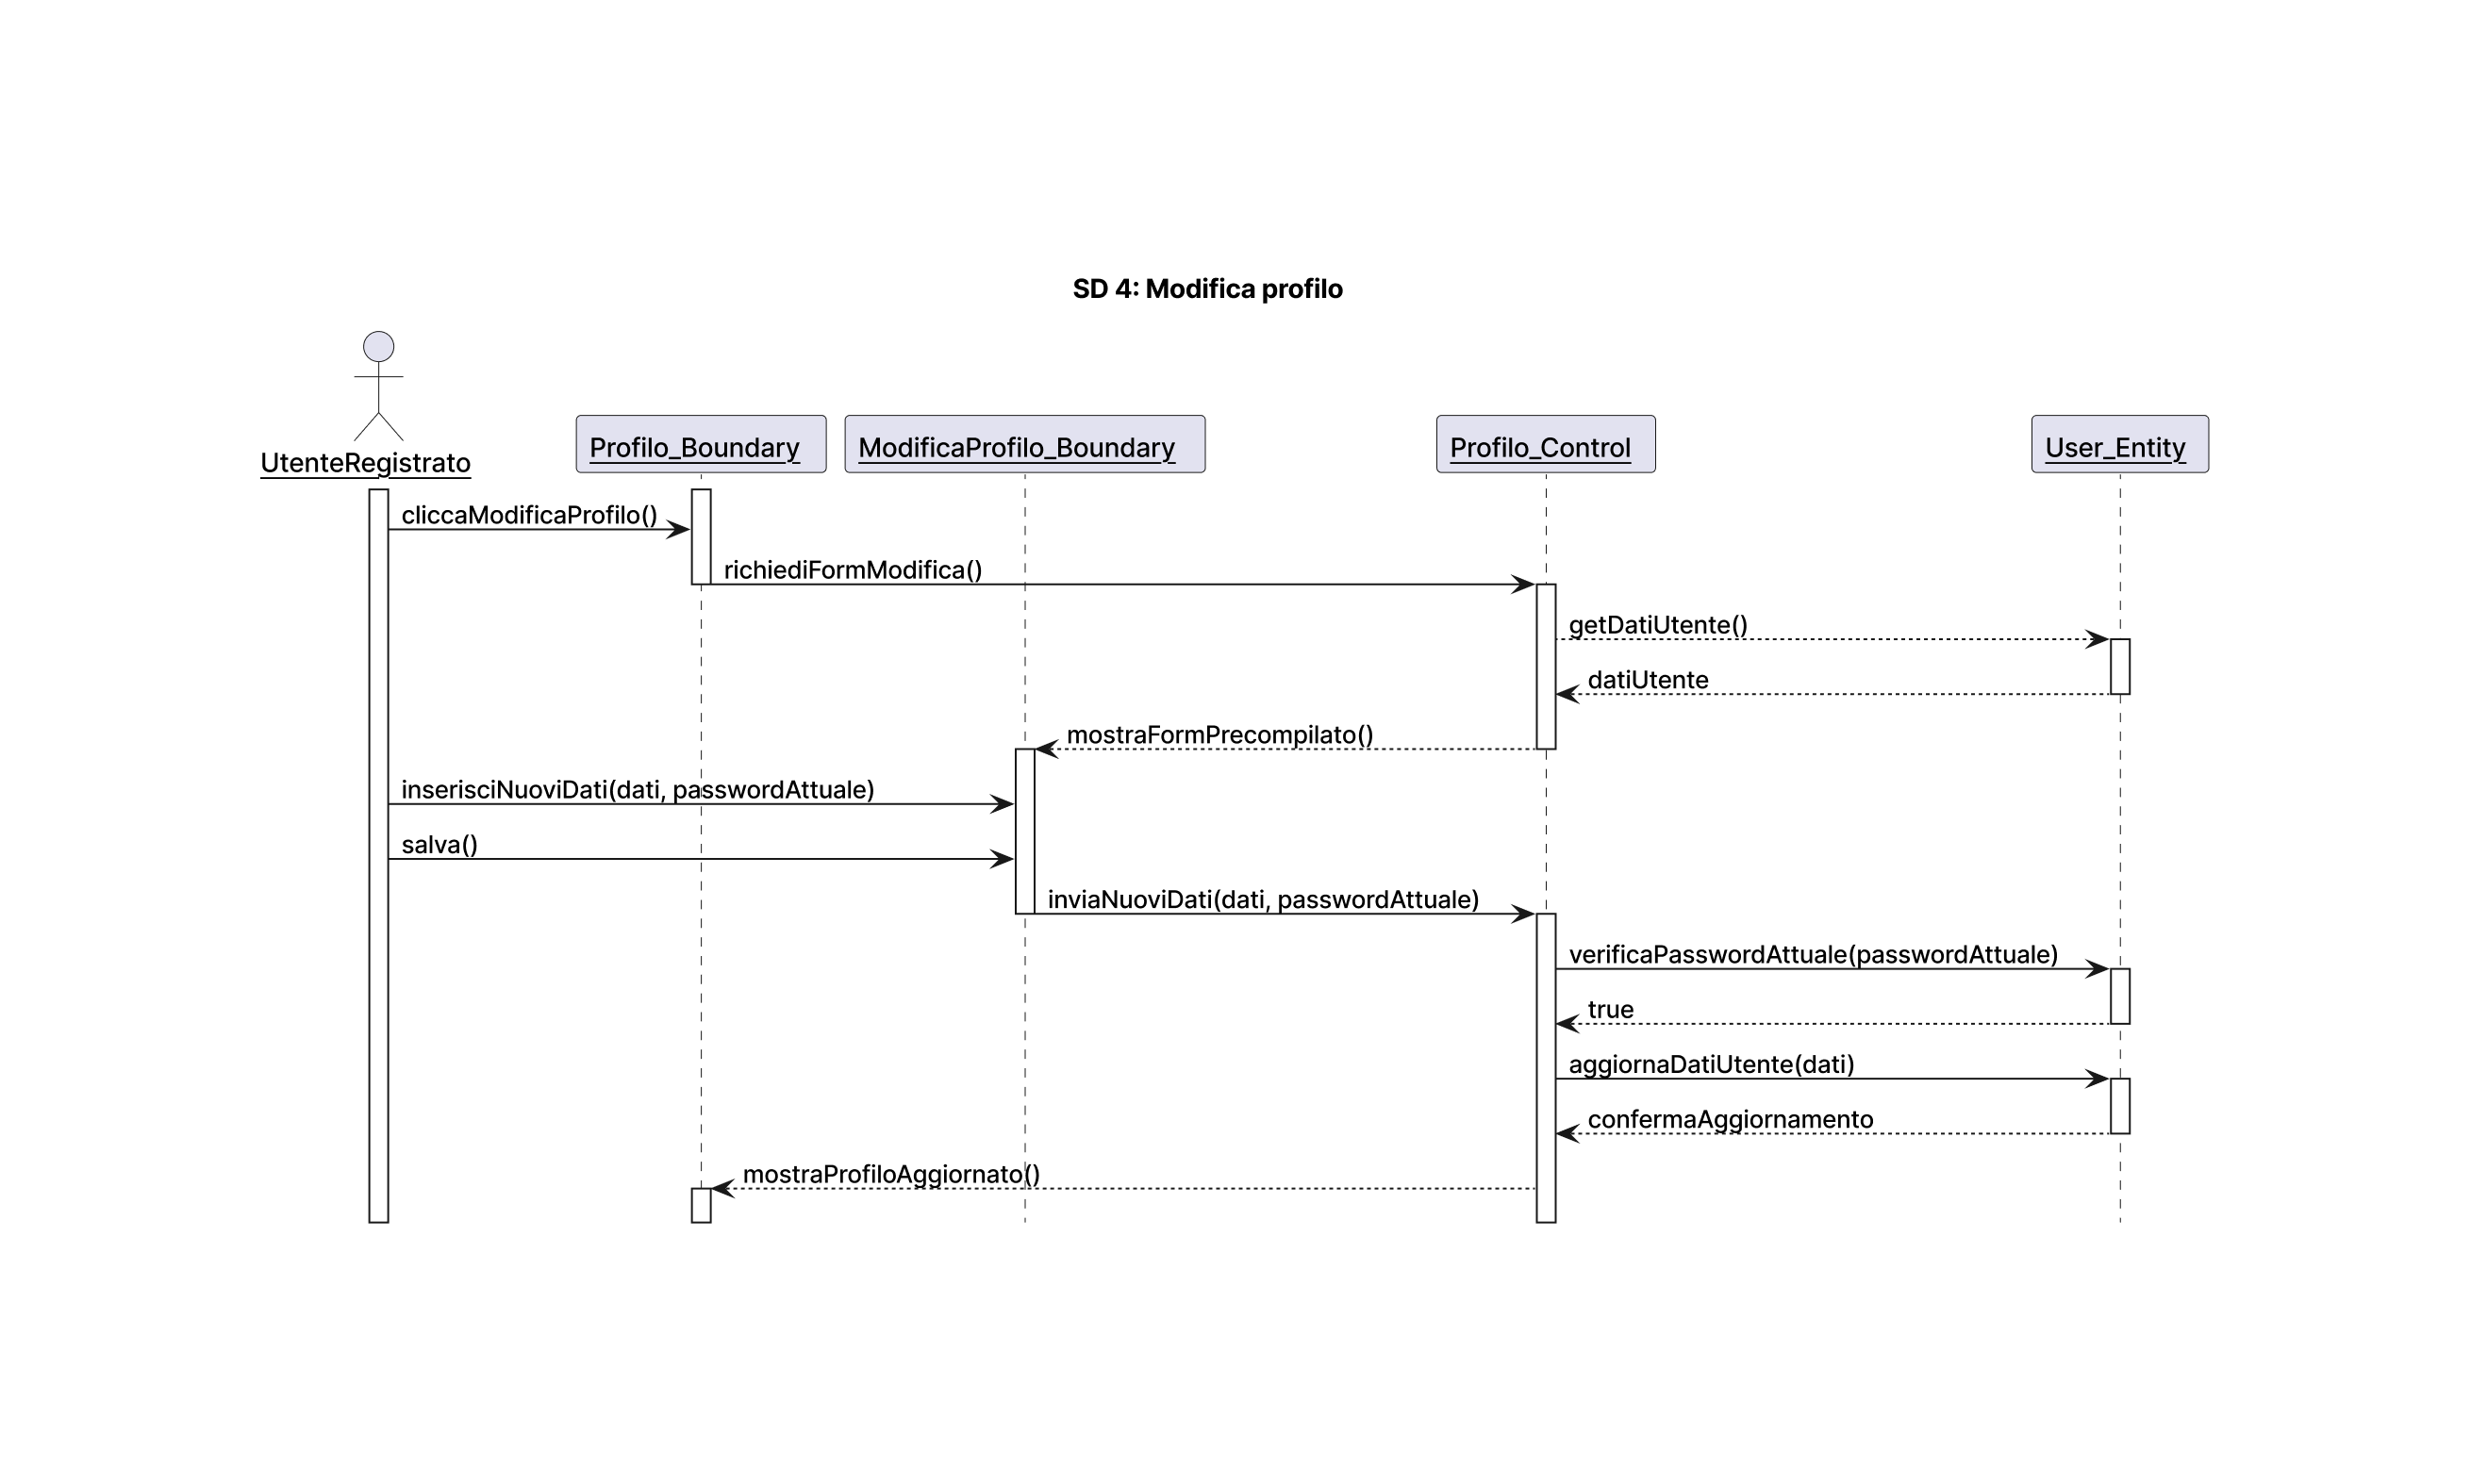 SD 4: Modifica profilo
UtenteRegistrato
Profilo_Boundary
ModificaProfilo_Boundary
Profilo_Control
User_Entity
cliccaModificaProfilo()
richiediFormModifica()
getDatiUtente()
datiUtente
mostraFormPrecompilato()
inserisciNuoviDati(dati, passwordAttuale)
salva()
inviaNuoviDati(dati, passwordAttuale)
verificaPasswordAttuale(passwordAttuale)
true
aggiornaDatiUtente(dati)
confermaAggiornamento
mostraProfiloAggiornato()